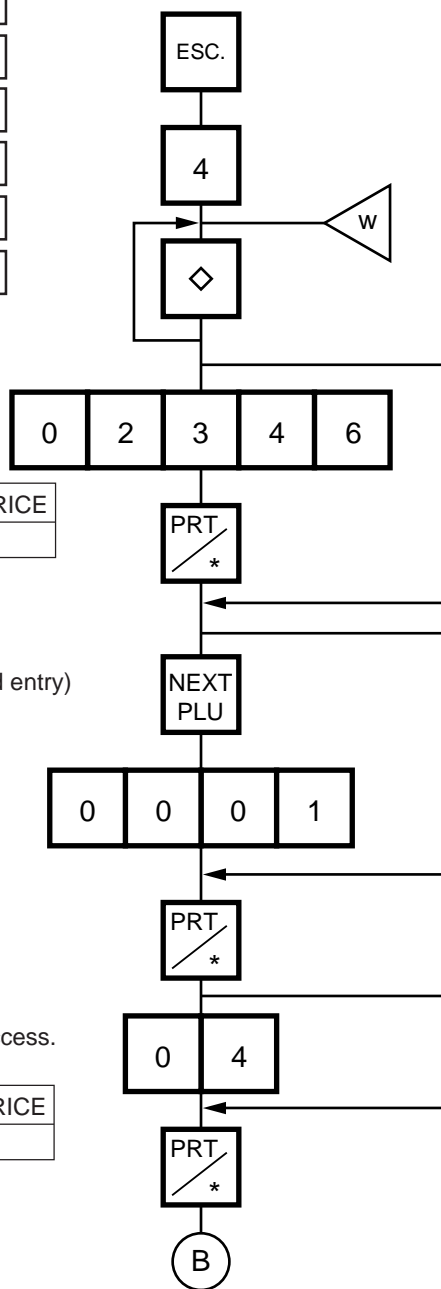 ESC.
4
w
◇
0 2 3 4 6
RICE
PRT
*
l entry)
NEXT
PLU
0 0 0 1
PRT
*
cess.
0 4
RICE
PRT
*
B